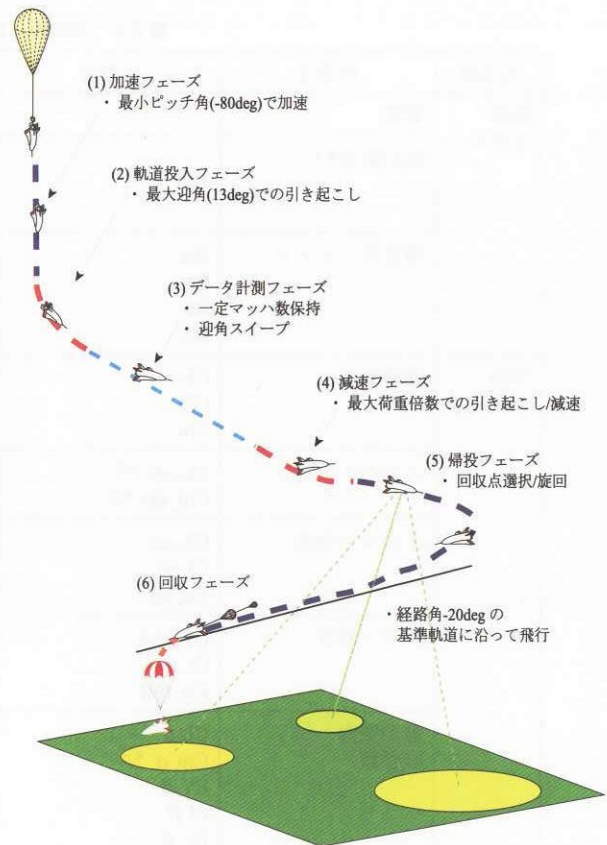 (1) 加速フェーズ
・ 最小ピッチ角(-80deg)で加速
(2) 軌道投入フェーズ
・ 最大迎角(13deg)での引き起こし
(3) データ計測フェーズ
・ 一定マッハ数保持
・ 迎角スイープ
(4) 減速フェーズ
・ 最大荷重倍数での引き起こし/減速
(5) 帰投フェーズ
・ 回収点選択/旋回
(6) 回収フェーズ
・経路角-20deg の
基準軌道に沿って飛行